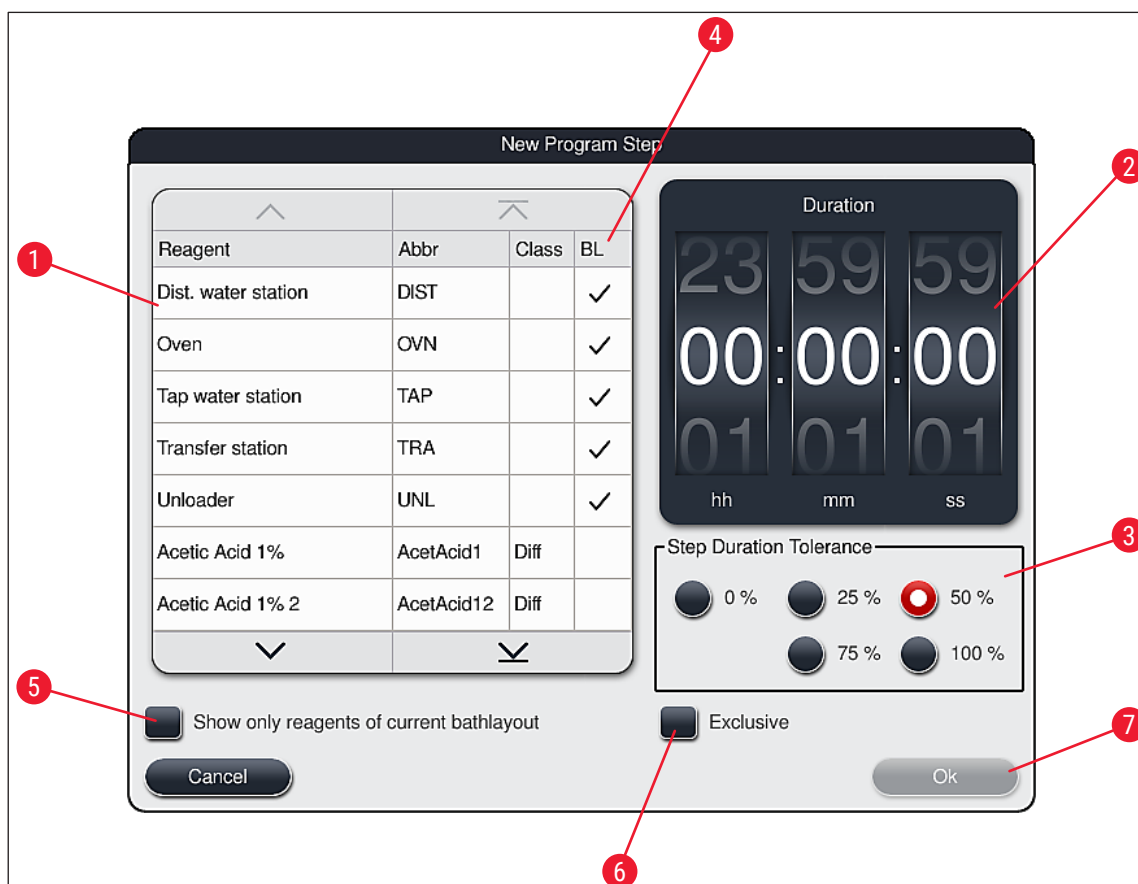 4
New Program Step
2
Duration
1
Reagent Abbr Class BL
23 59 59
Dist. water station DIST
00:00:00
Oven OVN
Tap water station TAP
01 01 01
Transfer station TRA
Unloader UNL
hh mm ss
3
Acetic Acid 1% AcetAcid1 Diff
Step Duration Tolerance
0 % 25 % 50 %
Acetic Acid 1% 2 AcetAcid12 Diff
75 % 100 %
5
Show only reagents of current bathlayout
Exclusive
7
Cancel
Ok
6